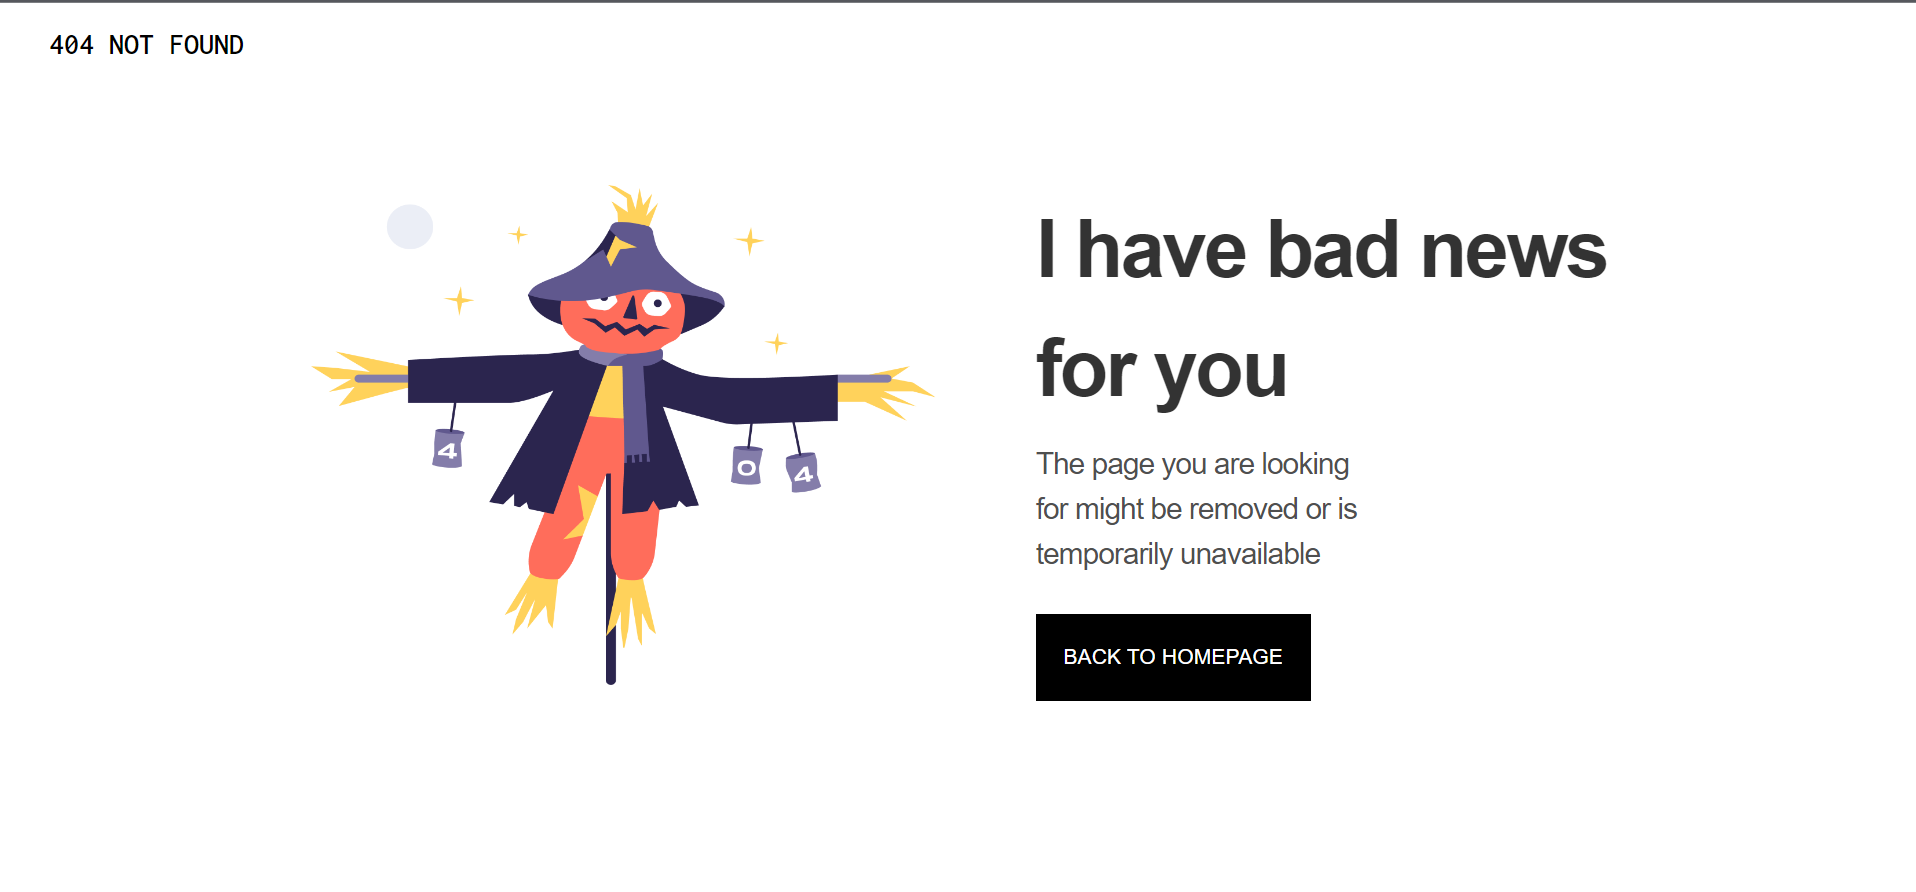 404 NOT FOUND
I have bad news
for you
The page you are looking
for might be removed or is
temporarily unavailable
BACK TO HOMEPAGE
4
0
4